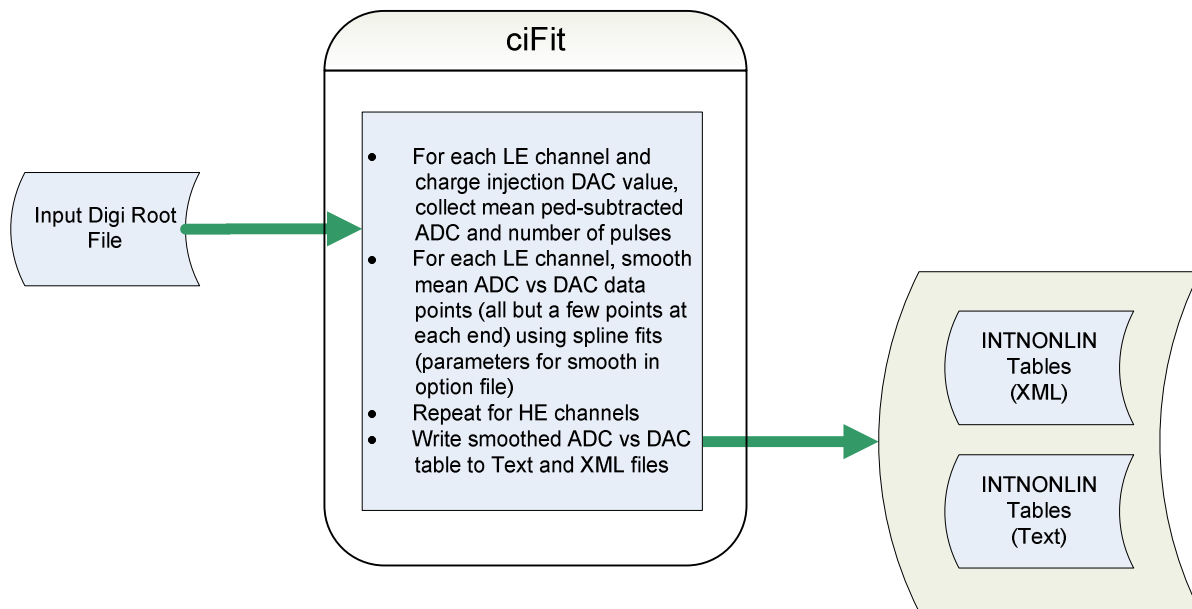 ciFit
Input Digi Root
File
• For each LE channel and
charge injection DAC value,
collect mean ped-subtracted
ADC and number of pulses
• For each LE channel, smooth
mean ADC vs DAC data
points (all but a few points at
each end) using spline fits
(parameters for smooth in
option file)
• Repeat for HE channels
• Write smoothed ADC vs DAC
table to Text and XML files
INTNONLIN
Tables
(XML)
INTNONLIN
Tables
(Text)